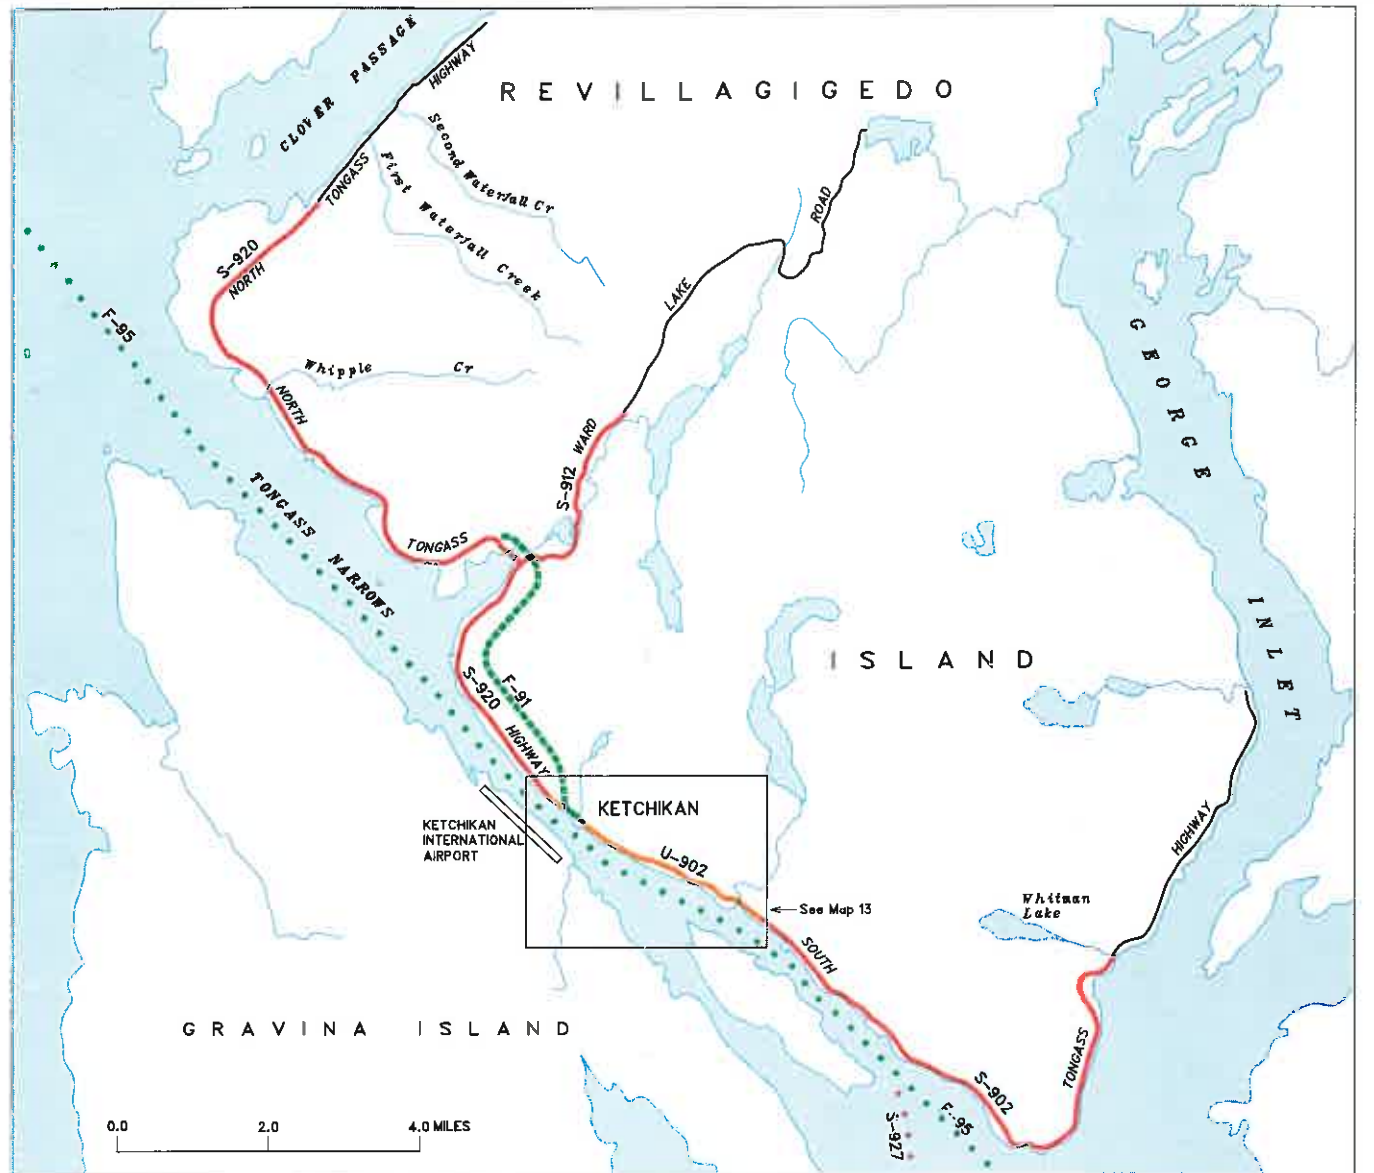 CLOVER PASSAGE
HIGHWAY
REVILLAGIGEDO
TONGASS
Second Waterfall Cr
First Waterfall Creek
ROAD
S-920
NORTH
LAKE
F-95
GEORGE
Whipple Cr
NORTH
WARD
S-912
TONGASS NARROWS
TONGASS
INLET
ISLAND
S-920
F-91
HIGHWAY
KETCHIKAN
KETCHIKAN
INTERNATIONAL
AIRPORT
U-902
HIGHWAY
See Map 13
Whitman
Lake
SOUTH
GRAVINA ISLAND
TONGASS
S-902
F-95
S-927
0.0 2.0 4.0 MILES